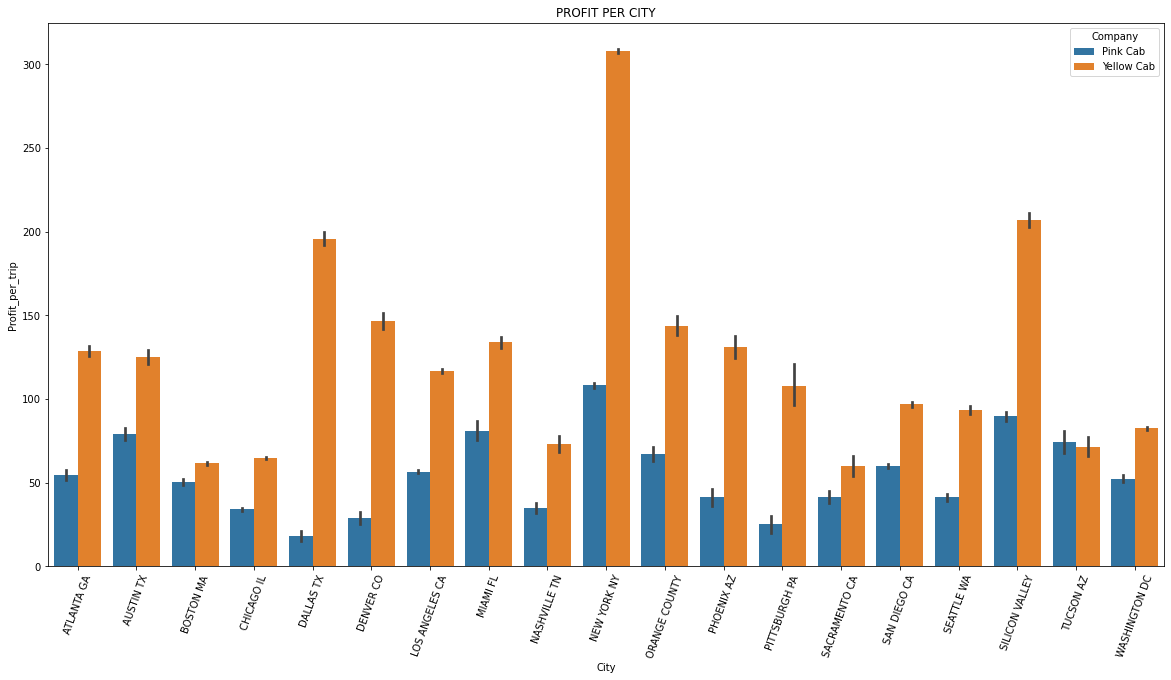 PROFIT PER CITY
Company
Pink Cab
Yellow Cab
Profit_per_trip
300
250
200
150
100
50
0
ATLANTA GA
AUSTIN TX
BOSTON MA
CHICAGO IL
DALLAS TX
DENVER CO
LOS ANGELES CA
MIAMI FL
NASHVILLE TN
NEW YORK NY
ORANGE COUNTY
PHOENIX AZ
PITTSBURGH PA
SACRAMENTO CA
SAN DIEGO CA
SEATTLE WA
SILICON VALLEY
TUCSON AZ
WASHINGTON DC
City